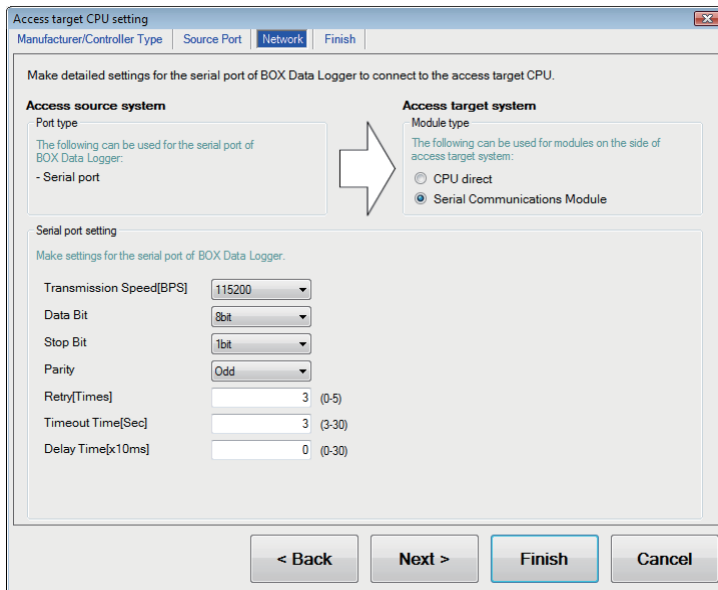 Access target CPU setting
Manufacturer/Controller Type Source Port Network Finish
Make detailed settings for the serial port of BOX Data Logger to connect to the access target CPU.
Access source system
Port type
The following can be used for the serial port of
BOX Data Logger:
- Serial port
Access target system
Module type
The following can be used for modules on the side of
access target system:
CPU direct
Serial Communications Module
Serial port setting
Make settings for the serial port of BOX Data Logger.
Transmission Speed[BPS] 115200
Data Bit 8bit
Stop Bit 1bit
Parity Odd
Retry[Times] 3 (0-5)
Timeout Time[Sec] 3 (3-30)
Delay Time[x10ms] 0 (0-30)
< Back Next > Finish Cancel